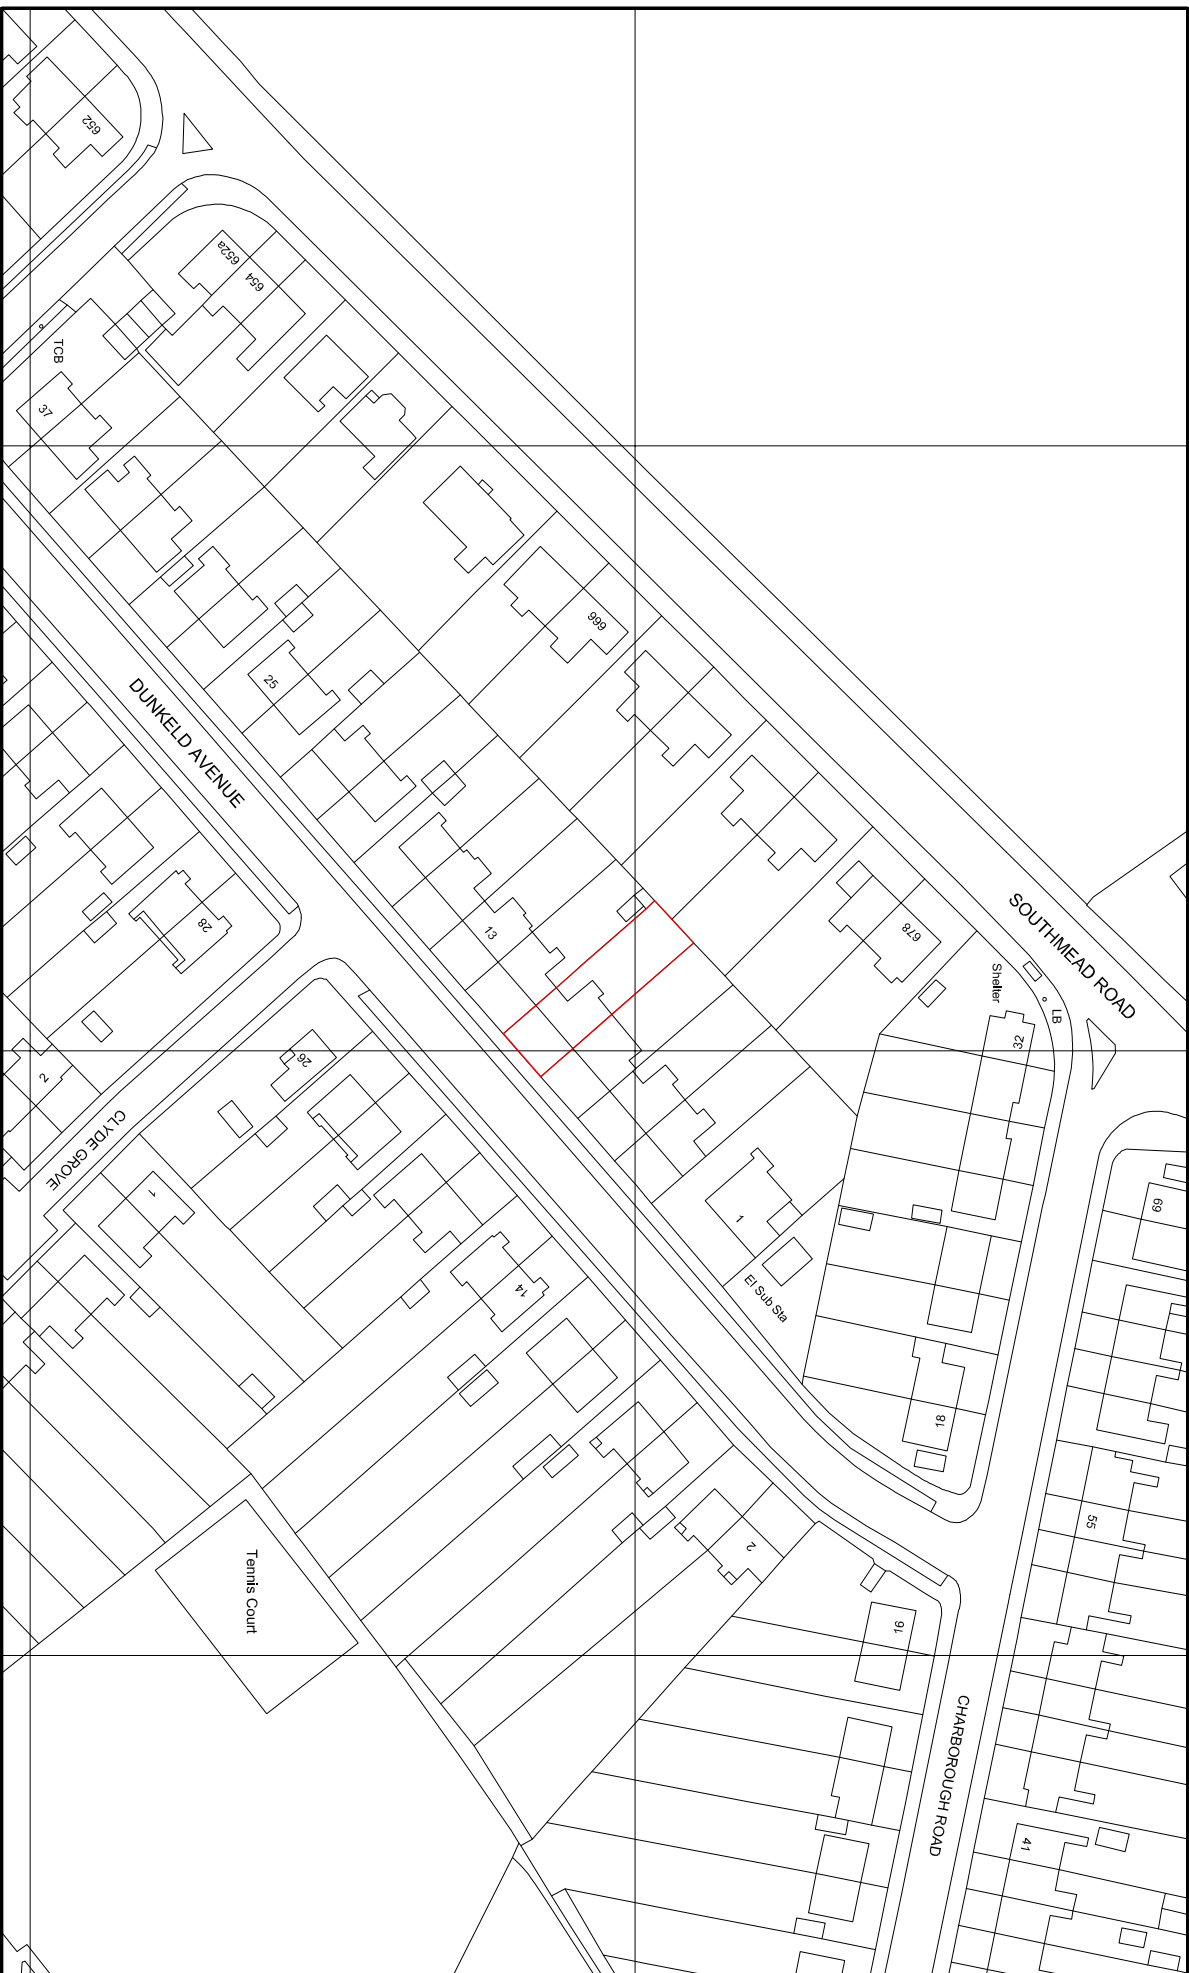 652
652a
654
TCB
37
666
25
DUNKELD AVENUE
SOUTHMEAD ROAD
678
13
28
Shelter
LB
32
26
2
CLYDE GROVE
1
1
69
El Sub Sta
14
18
55
2
Tennis Court
16
CHARBOROUGH ROAD
41